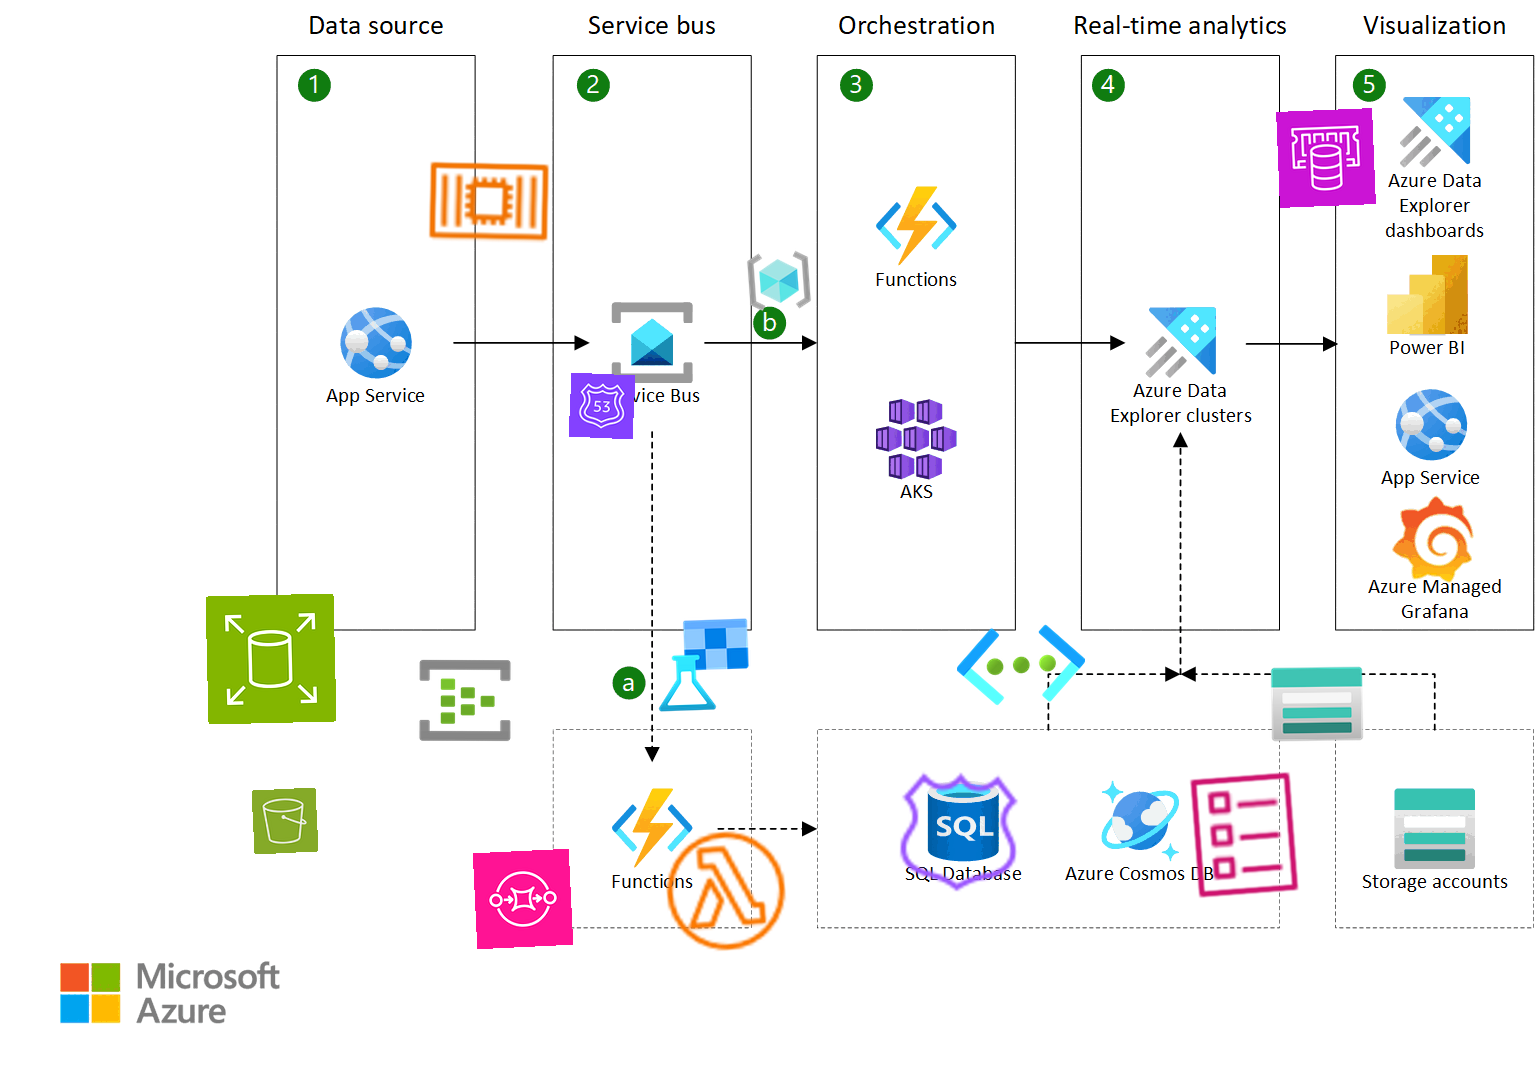 Data source
Service bus
Orchestration
Real-time analytics
Visualization
1
2
3
4
5
Azure Data
Explorer
dashboards
Functions
b
Power BI
App Service
53
vice Bus
Azure Data
Explorer clusters
App Service
AKS
Azure Managed
Grafana
a
SQL
Functions
SQL Database
Azure Cosmos DB
Storage accounts
Microsoft
Azure